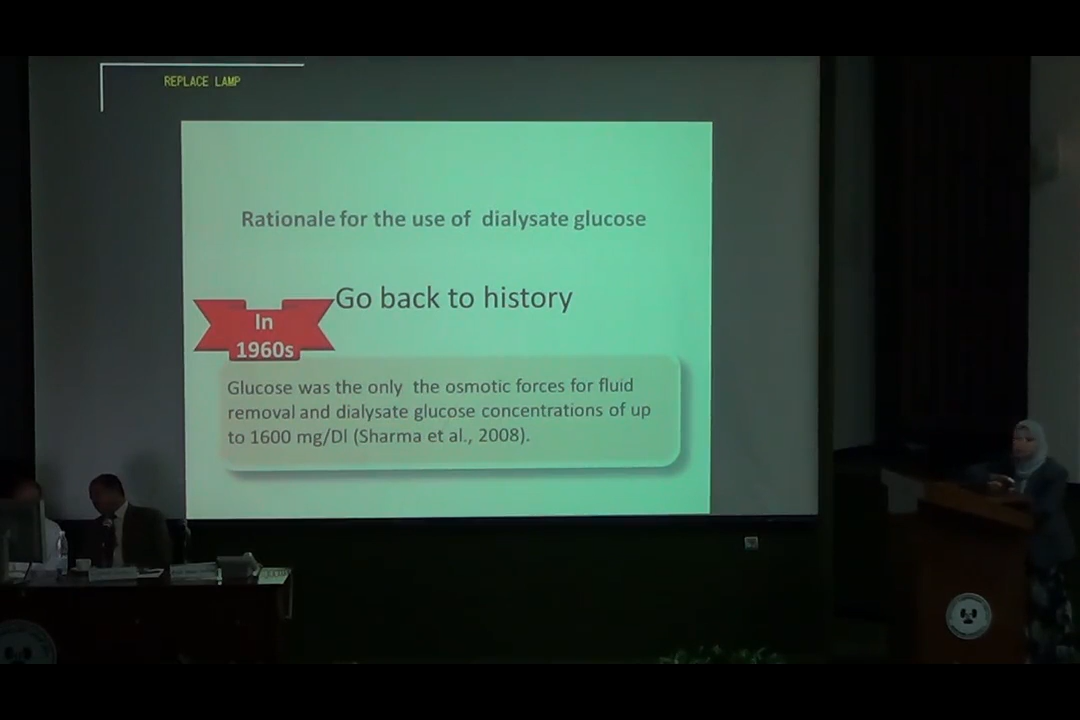 REPLACE LAMP
Rationale for the use of dialysate glucose
Go back to history
In
1960s
Glucose was the only the osmotic forces for fluid
removal and dialysate glucose concentrations of up
to 1600 mg/Dl (Sharma et al., 2008).